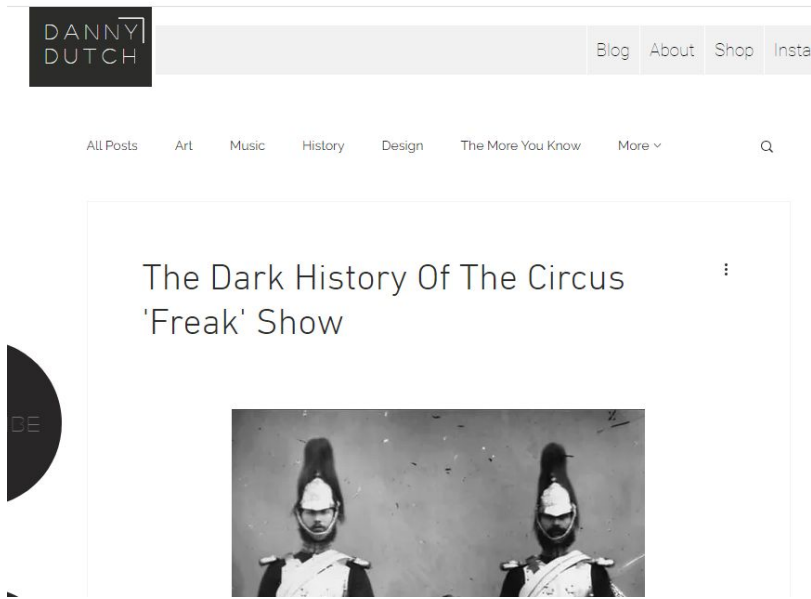 DANNY
DUTCH
Blog About Shop Insta
All Posts Art Music History Design The More You Know More
The Dark History Of The Circus
'Freak' Show
BE